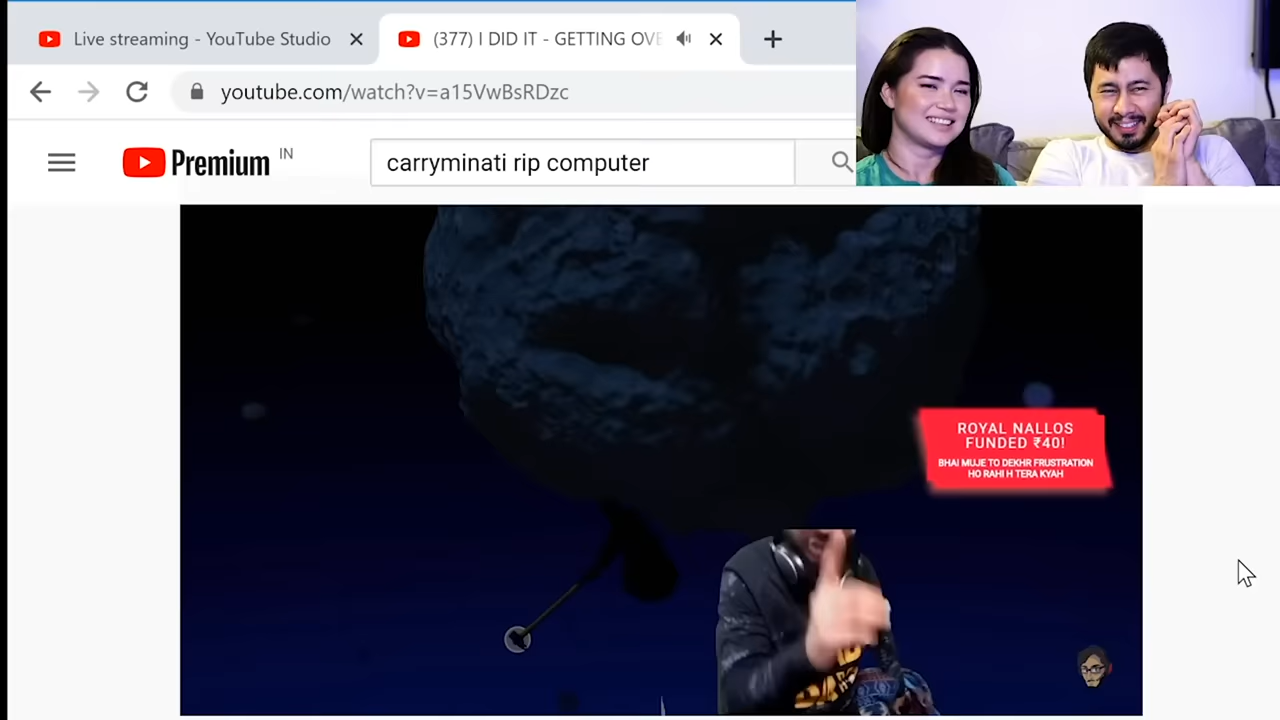 Live streaming - YouTube Studio
(377) I DID IT - GETTING OVE
youtube.com/watch?v=a15VwBsRDzc
Premium IN
carryminati rip computer
ROYAL NALLOS
FUNDED ₹40!
BHAI MUJE TO DEKHR FRUSTRATION
HO RAHI H TERA KYAH